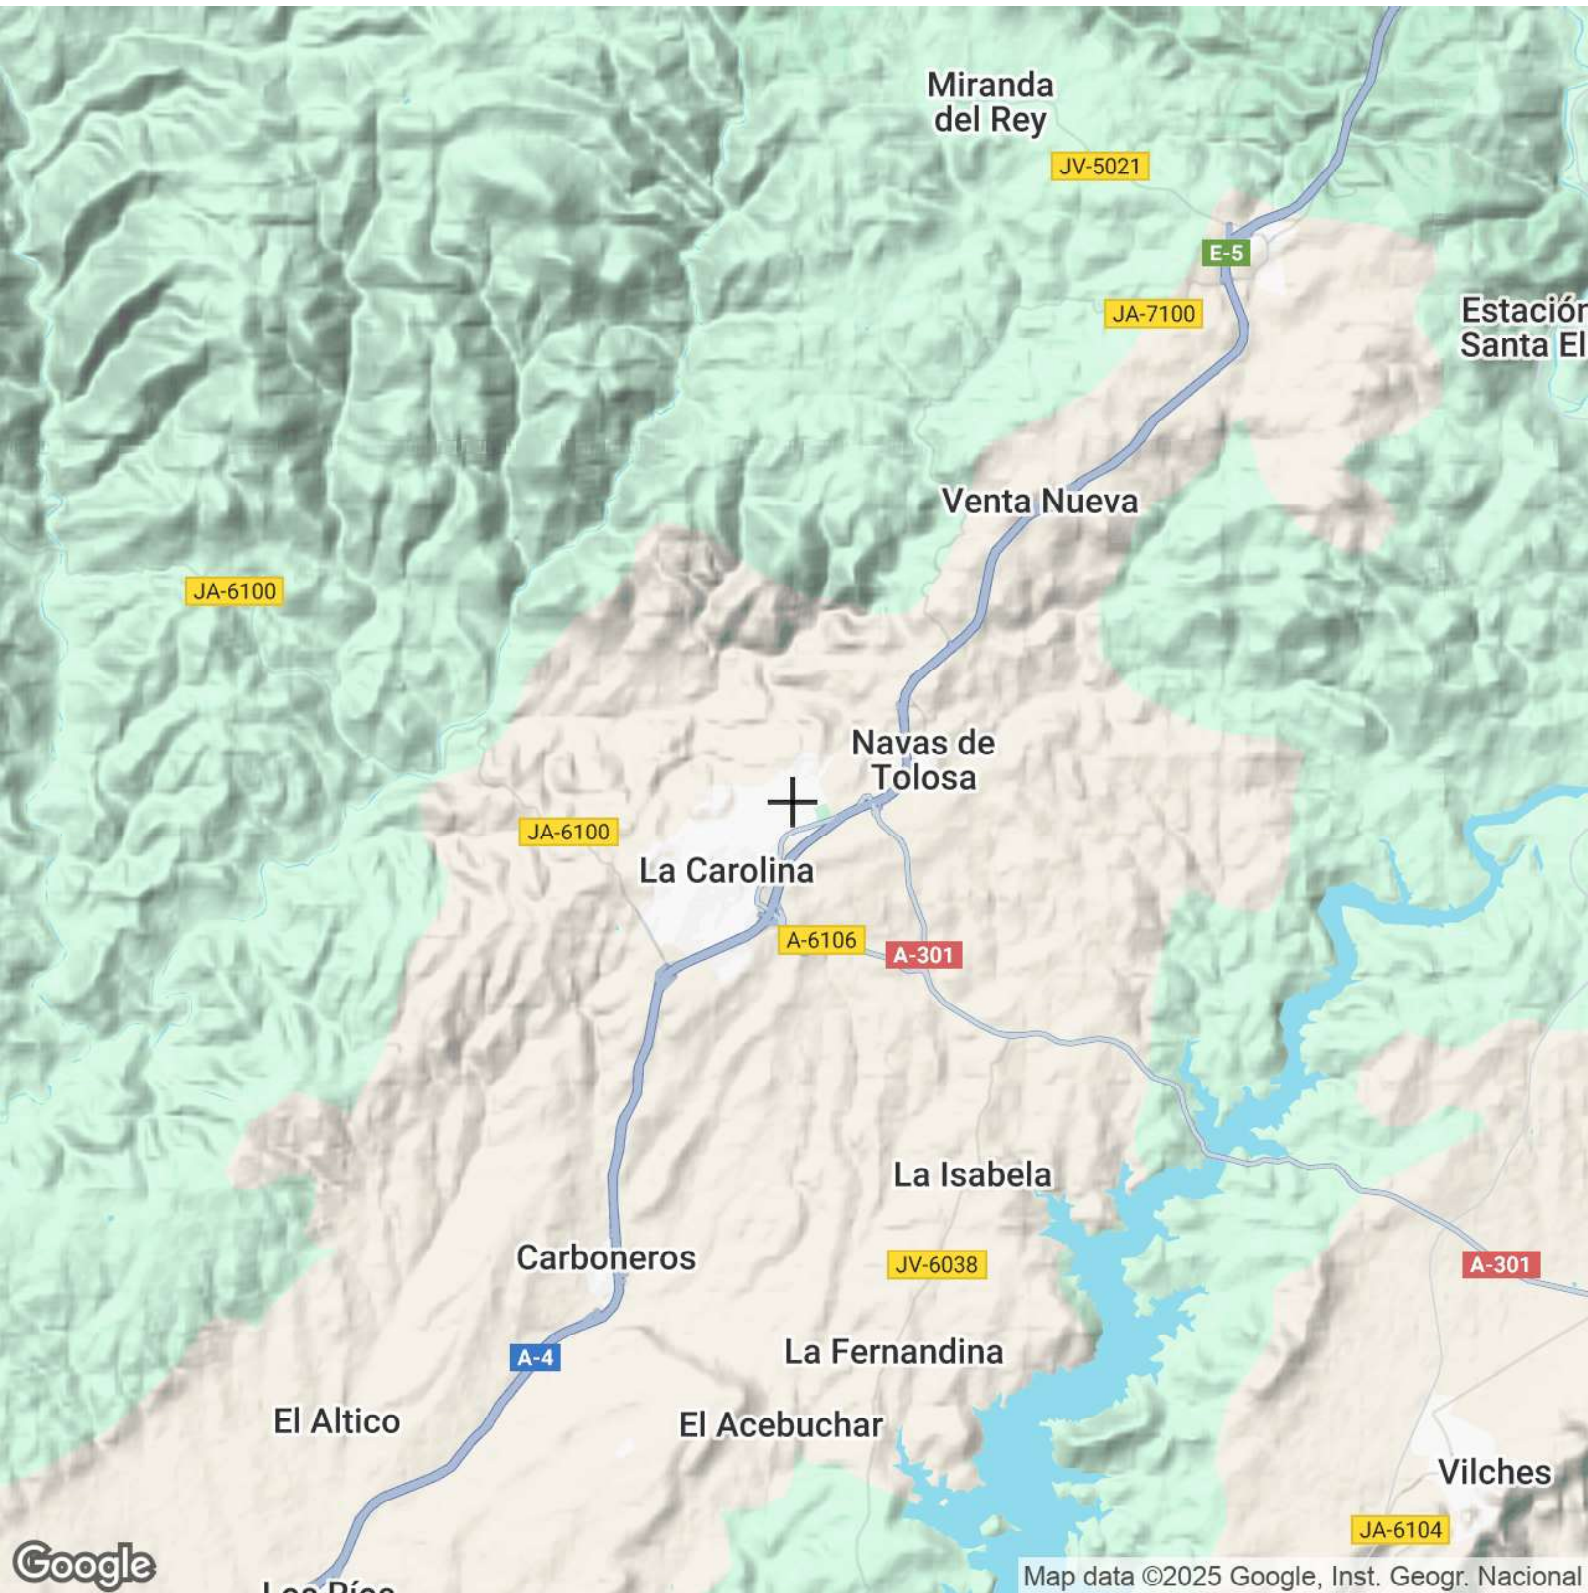 Miranda
del Rey
JV-5021
E-5
JA-7100
Estación
Santa El
Venta Nueva
JA-6100
Navas de
Tolosa
JA-6100
La Carolina
A-6106
A-301
La Isabela
Carboneros
JV-6038
A-301
La Fernandina
A-4
El Altico
El Acebuchar
Vilches
JA-6104
Google
Map data ©2025 Google, Inst. Geogr. Nacional